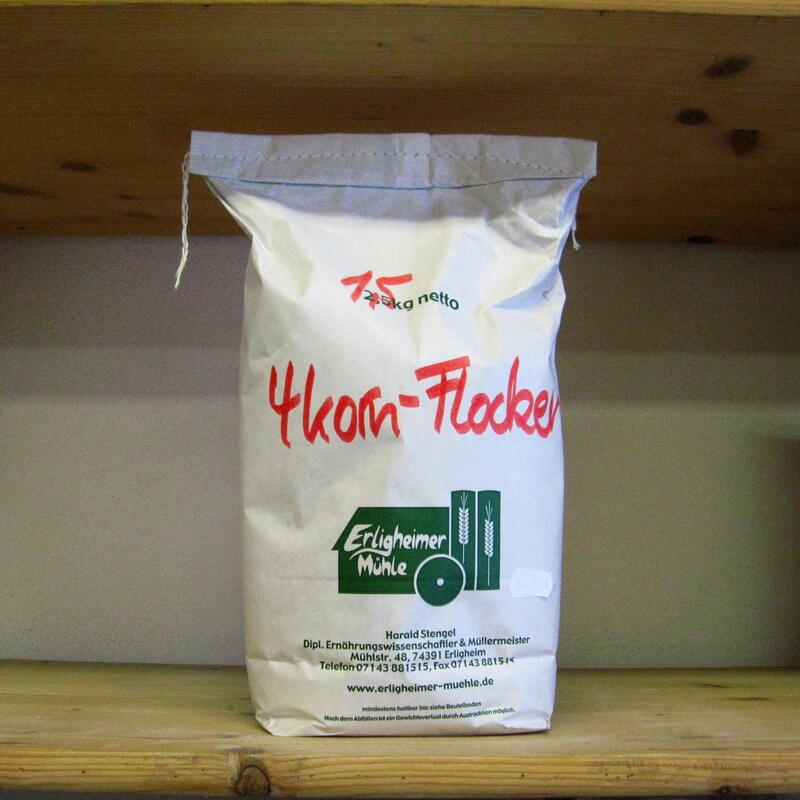 1,5
2.5kg netto
4korn-Flocken
Erligheimer
Mühle
Harald Stengel
Dipl. Ernährungswissenschaftler & Müllermeister
Mühlstr. 48, 74391 Erligheim
Telefon 07143 881515, Fax 07143 881514
www.erligheimer-muehle.de
mindestens haltbar bis: siehe Beutelboden
Nach dem Abfüllen ist ein Gewichtsverlust durch Austrocknen möglich.